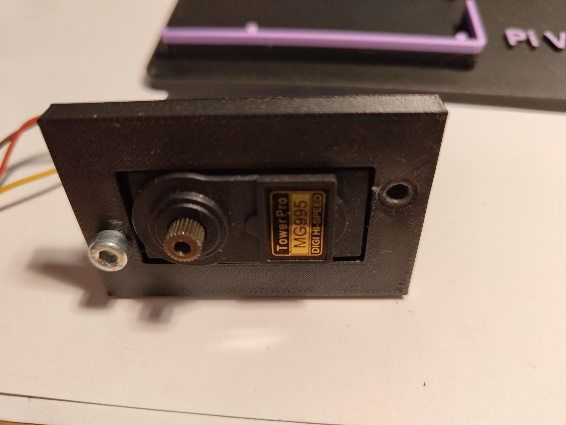 Pi V
TowerPro
MG995
DIGI HI-SPEED